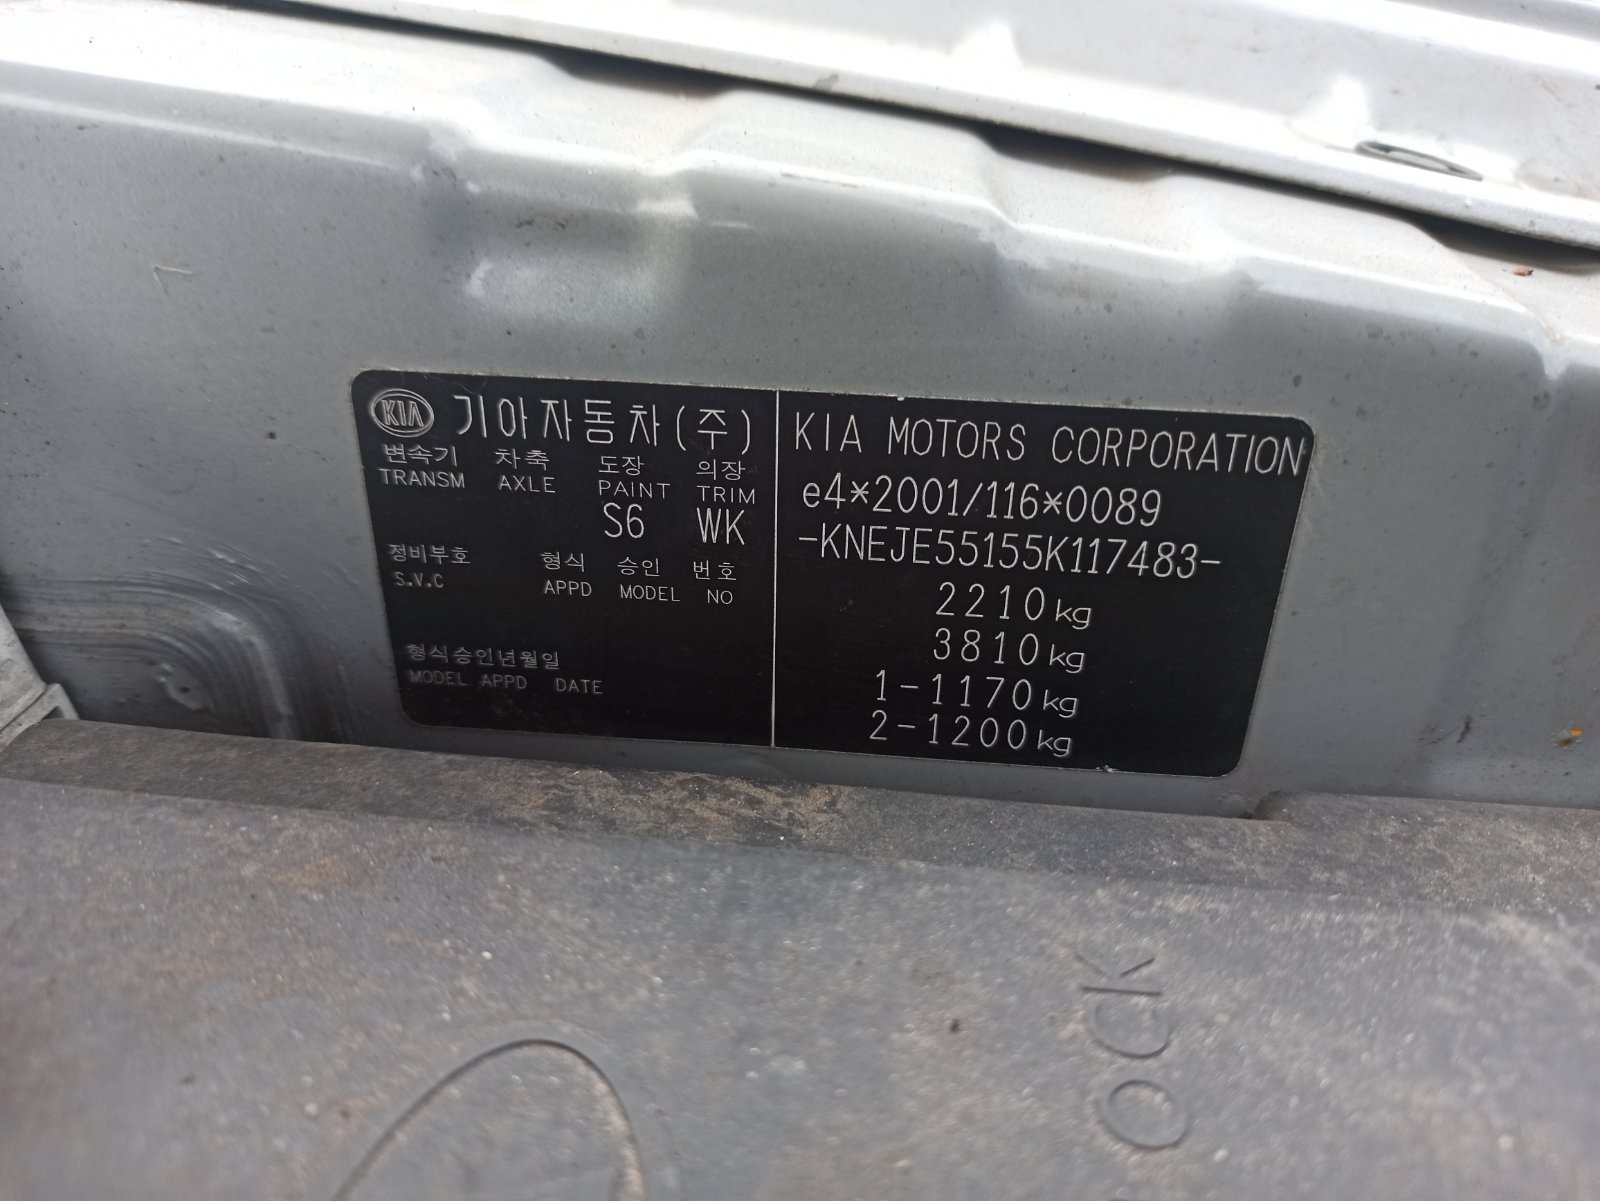 KIA 기아자동차(주)
변속기 차축 도장 의장
TRANSM AXLE PAINT TRIM
S6 WK
정비부호 형식 승인 번호
S.V.C APPD MODEL NO
형식승인년월일
MODEL APPD DATE
KIA MOTORS CORPORATION
e4*2001/116*0089
-KNEJE55155K117483-
2210kg
3810kg
1-1170kg
2-1200kg
OCK